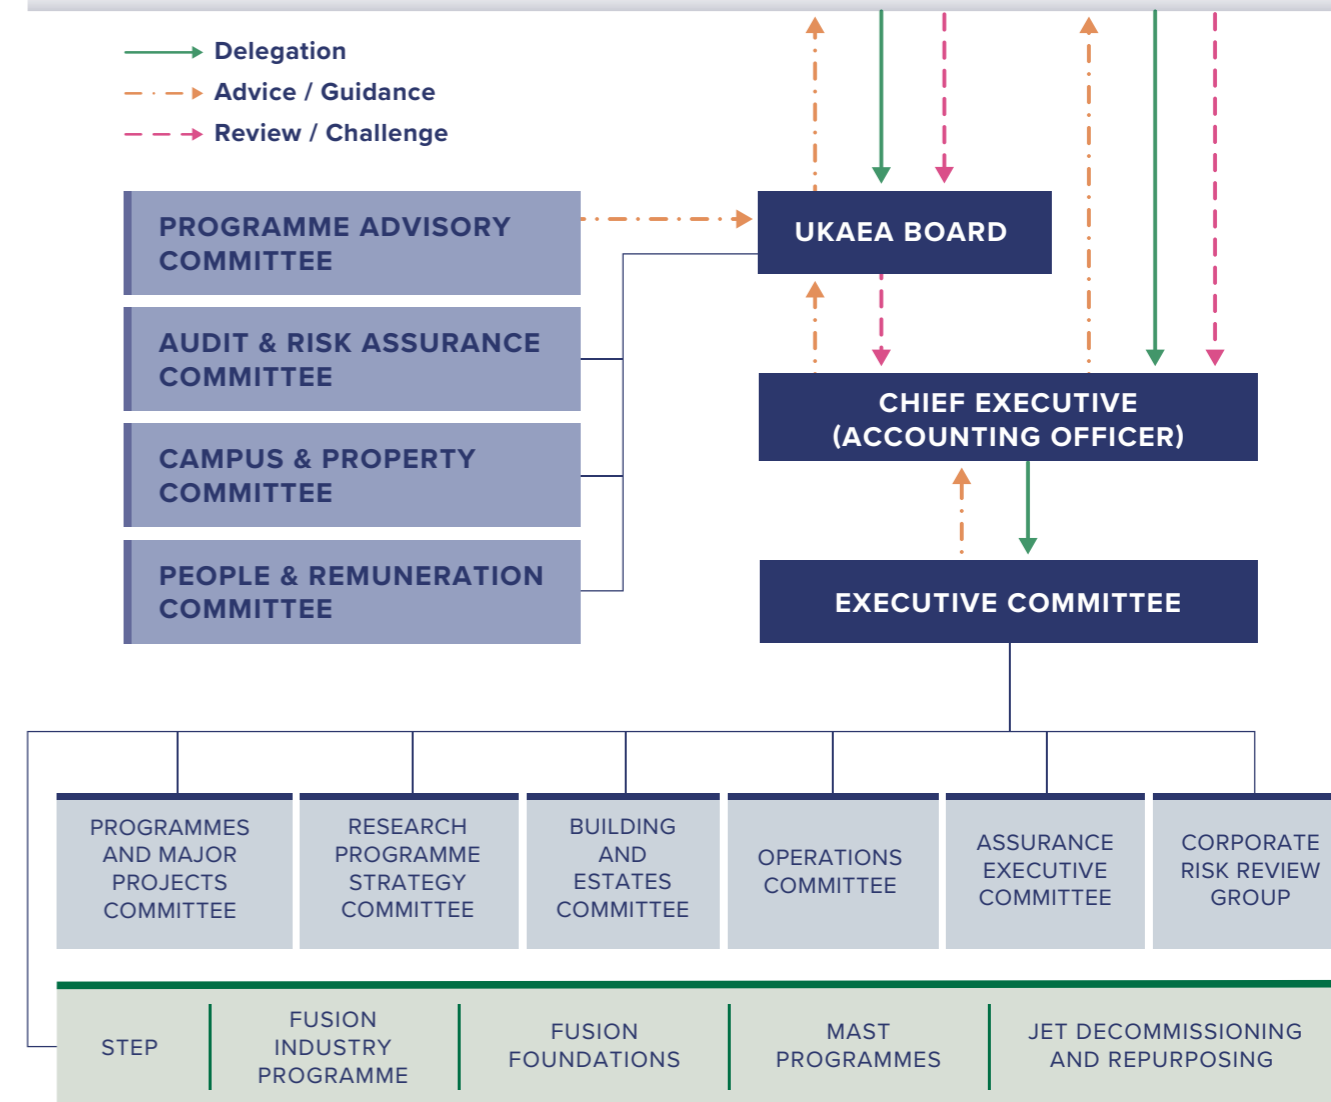 Delegation
Advice / Guidance
Review / Challenge
PROGRAMME ADVISORY
COMMITTEE
AUDIT & RISK ASSURANCE
COMMITTEE
CAMPUS & PROPERTY
COMMITTEE
PEOPLE & REMUNERATION
COMMITTEE
UKAEA BOARD
CHIEF EXECUTIVE
(ACCOUNTING OFFICER)
EXECUTIVE COMMITTEE
PROGRAMMES
AND MAJOR
PROJECTS
COMMITTEE
RESEARCH
PROGRAMME
STRATEGY
COMMITTEE
BUILDING
AND
ESTATES
COMMITTEE
OPERATIONS
COMMITTEE
ASSURANCE
EXECUTIVE
COMMITTEE
CORPORATE
RISK REVIEW
GROUP
STEP
FUSION
INDUSTRY
PROGRAMME
FUSION
FOUNDATIONS
MAST
PROGRAMMES
JET DECOMMISSIONING
AND REPURPOSING